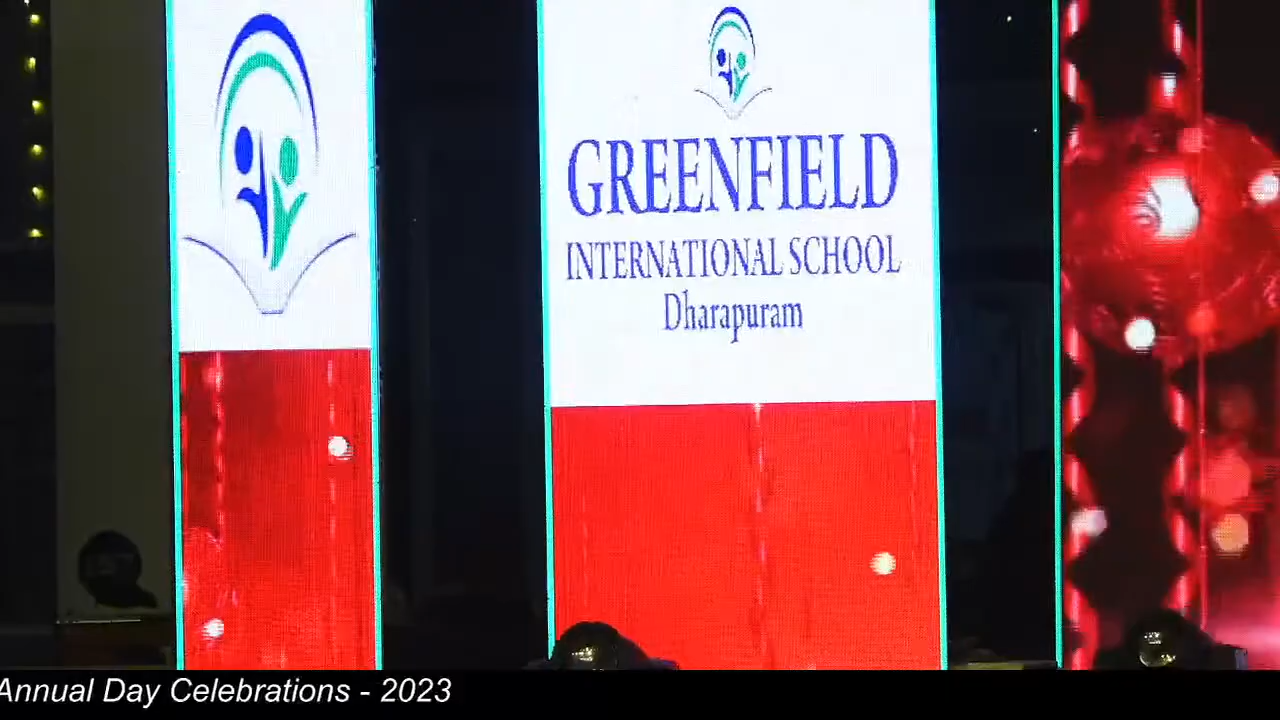 GREENFIELD
INTERNATIONAL SCHOOL
Dharapuram
Annual Day Celebrations - 2023